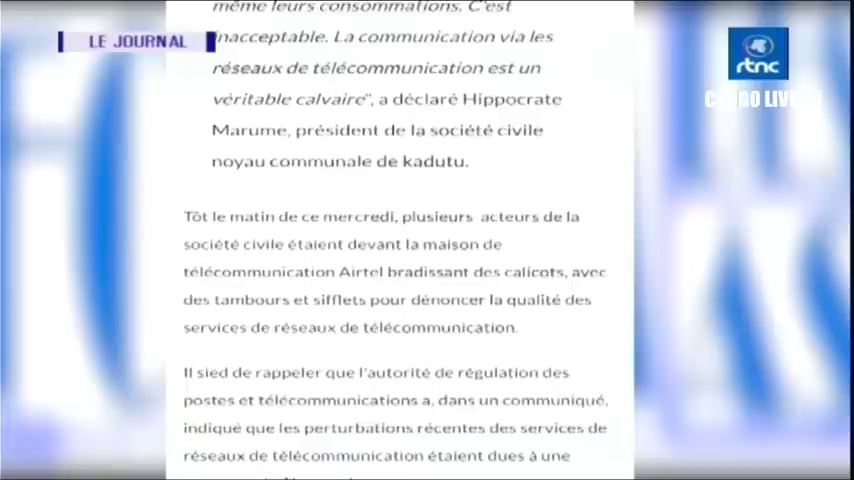 même leurs consommations. C'est
LE JOURNAL
inacceptable. La communication via les
réseaux de télécommunication est un
véritable calvaire", a déclaré Hippocrate
Marume, président de la société civile
noyau communale de kadutu.
rtnc
Tôt le matin de ce mercredi, plusieurs acteurs de la
société civile étaient devant la maison de
télécommunication Airtel bradissant des calicots, avec
des tambours et sifflets pour dénoncer la qualité des
services de réseaux de télécommunication.
Il sied de rappeler que l'autorité de régulation des
postes et télécommunications a, dans un communiqué,
indiqué que les perturbations récentes des services de
réseaux de télécommunication étaient dues à une